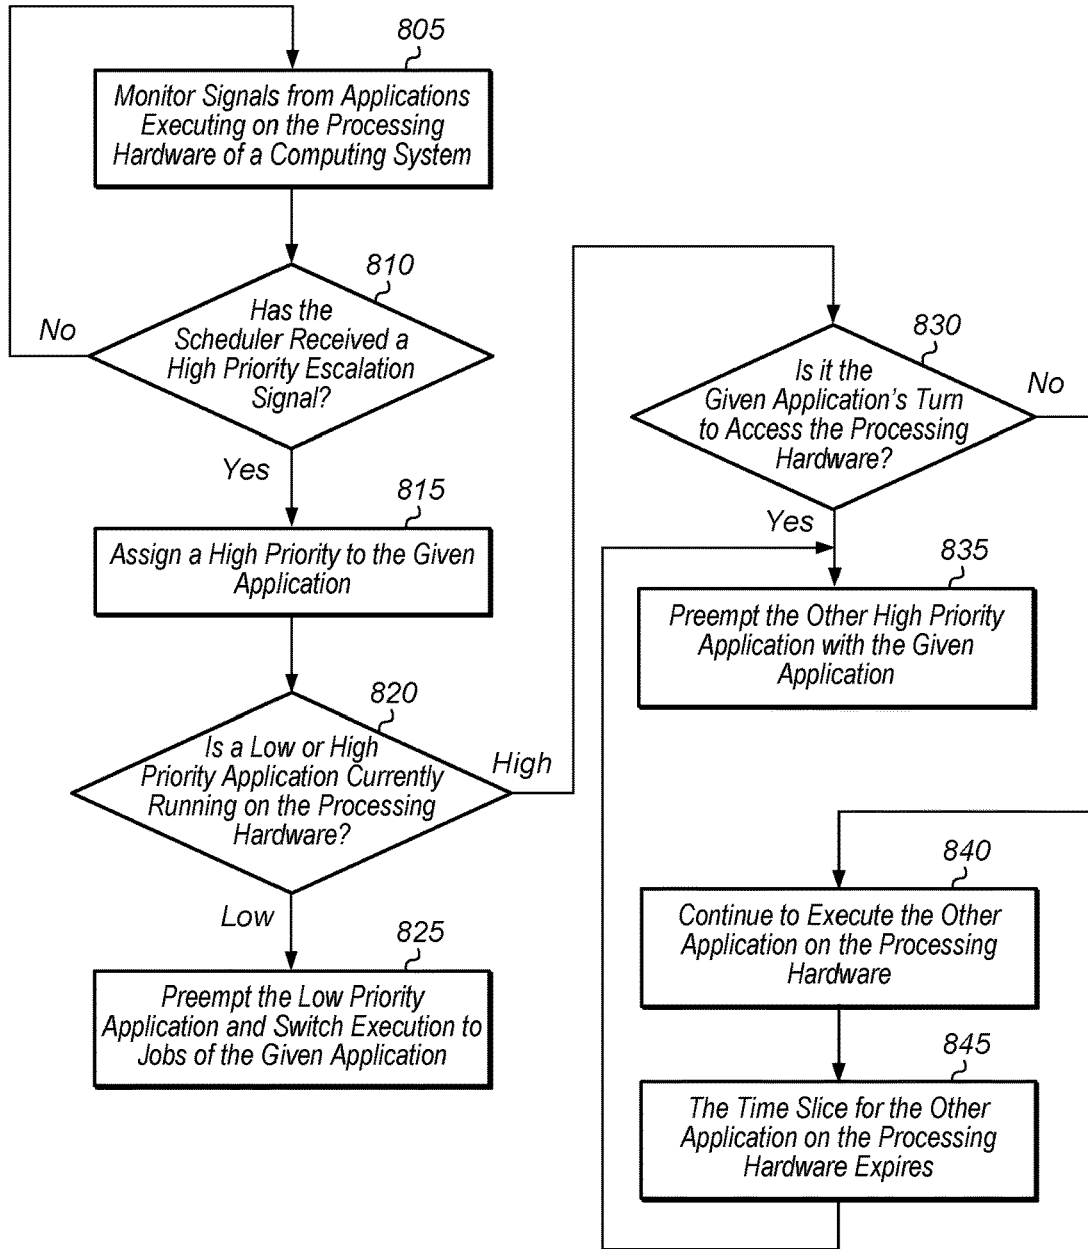 805
Monitor Signals from Applications
Executing on the Processing
Hardware of a Computing System
810
Has the
Scheduler Received a
High Priority Escalation
Signal?
No
Yes
815
Assign a High Priority to the Given
Application
820
Is a Low or High
Priority Application Currently
Running on the Processing
Hardware?
High
Low
825
Preempt the Low Priority
Application and Switch Execution to
Jobs of the Given Application
830
Is it the
Given Application's Turn
to Access the Processing
Hardware?
No
Yes
835
Preempt the Other High Priority
Application with the Given
Application
840
Continue to Execute the Other
Application on the Processing
Hardware
845
The Time Slice for the Other
Application on the Processing
Hardware Expires